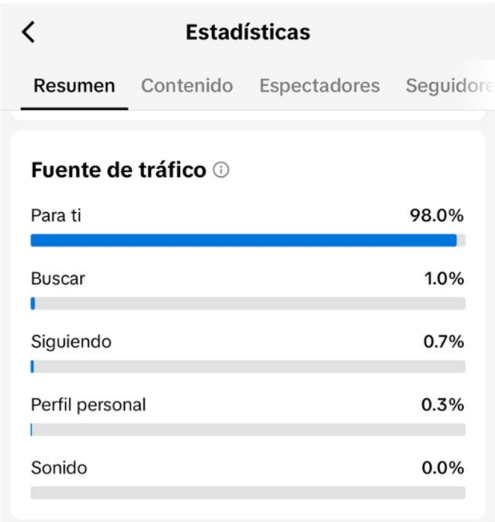 Estadísticas
Resumen Contenido Espectadores Seguidore
Fuente de tráfico
Para ti 98.0%
Buscar 1.0%
Siguiendo 0.7%
Perfil personal 0.3%
Sonido 0.0%